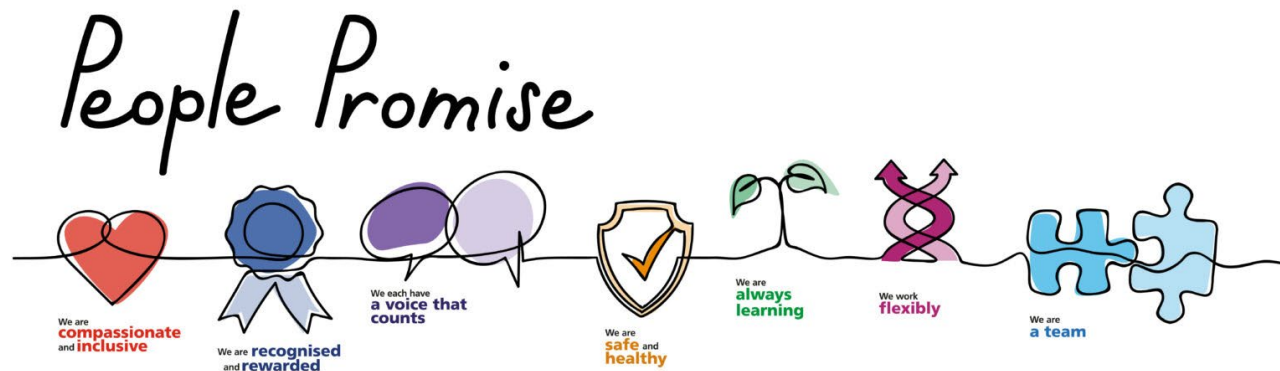 People Promise
We are
compassionate
and inclusive
We are recognised
and rewarded
We each have
a voice that
counts
We are
safe and
healthy
We are
always
learning
We work
flexibly
We are
a team